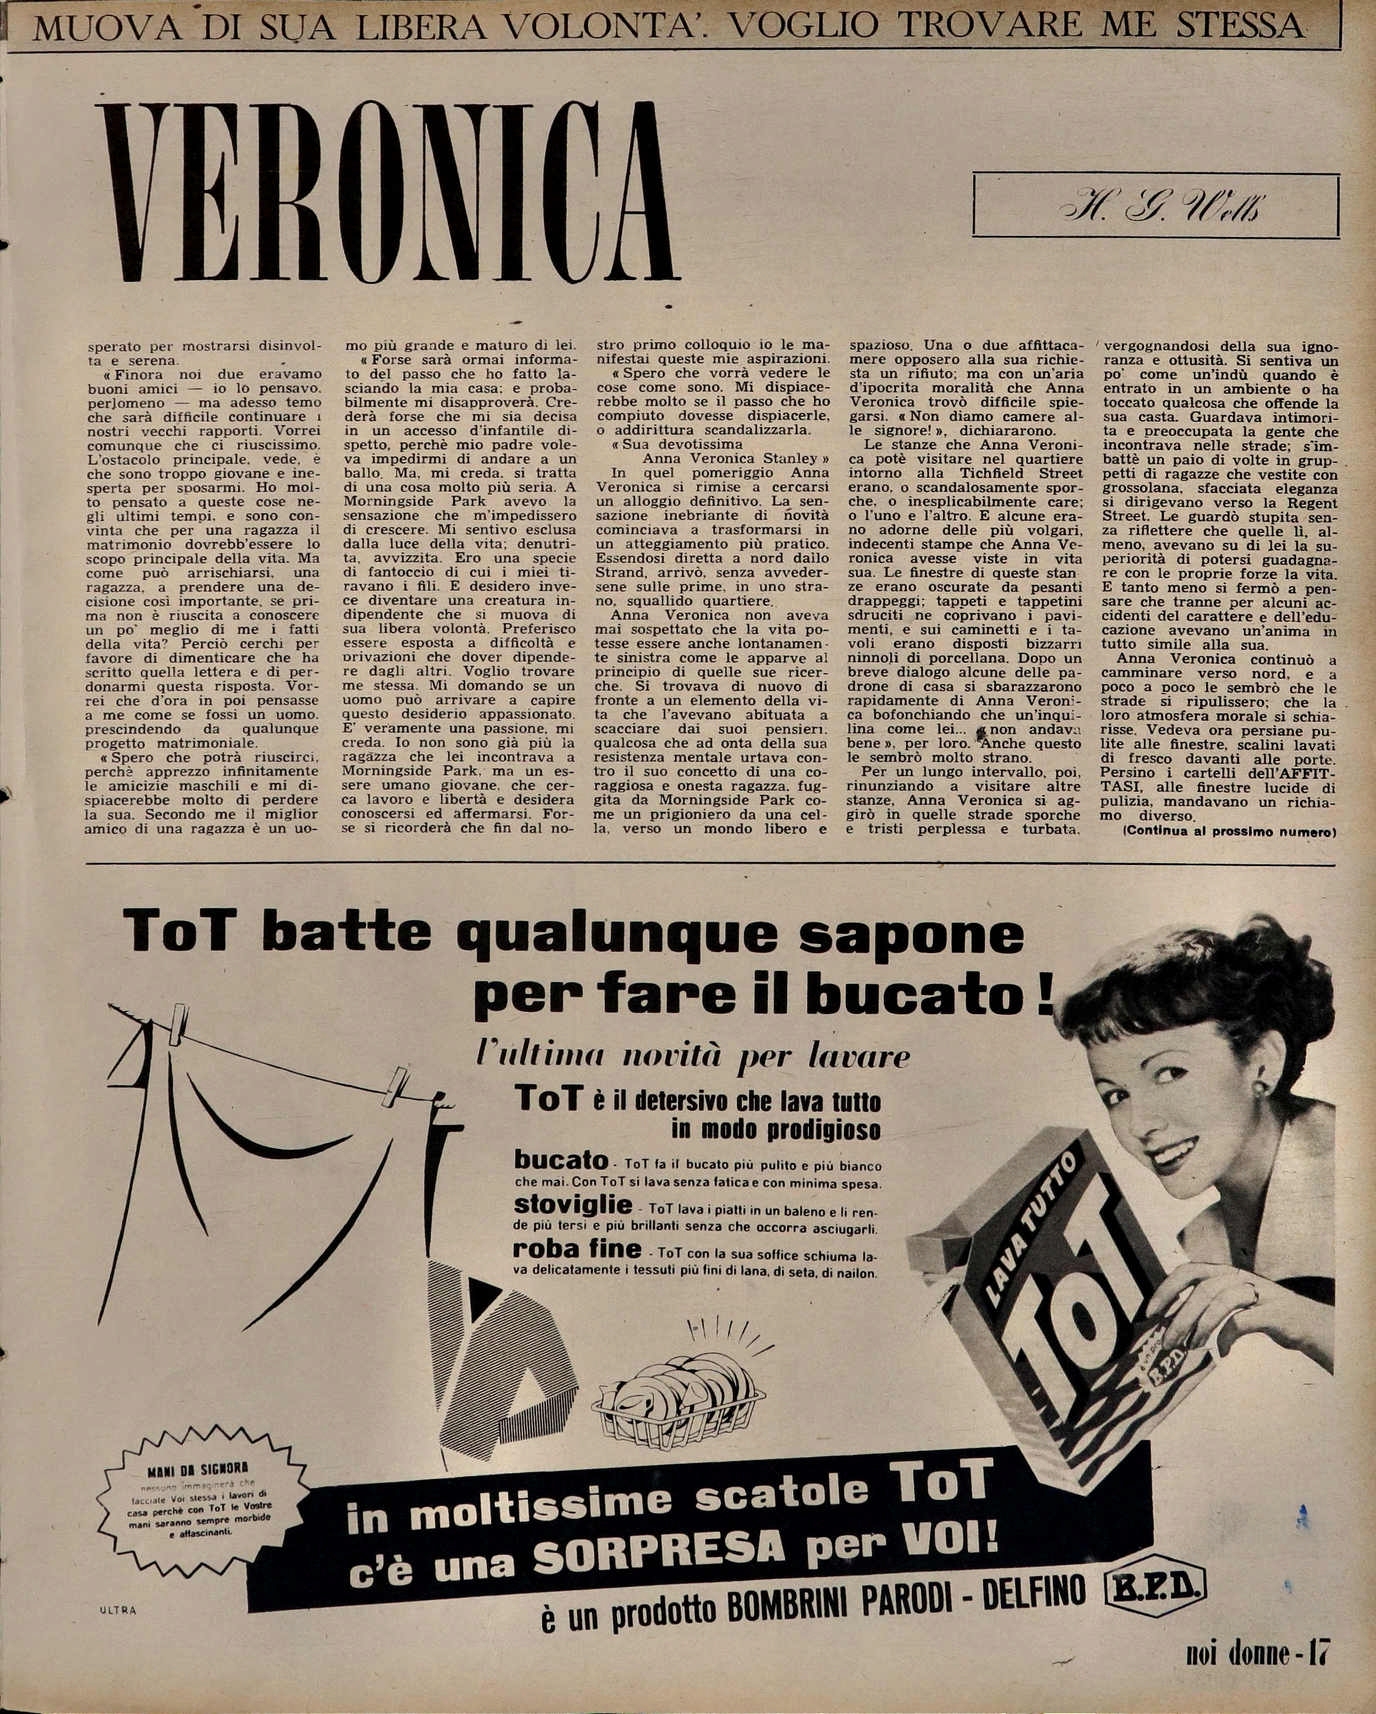 MUOVA DI SUA LIBERA VOLONTA'. VOGLIO TROVARE ME STESSA
VERONICA
H. G. Wells
sperato per mostrarsi disinvol-
ta e serena.
« Finora noi due eravamo
buoni amici — io lo pensavo,
perlomeno — ma adesso temo
che sarà difficile continuare i
nostri vecchi rapporti. Vorrei
comunque che ci riuscissimo.
L'ostacolo principale, vede, è
che sono troppo giovane e ine-
sperta per sposarmi. Ho mol-
to pensato a queste cose ne-
gli ultimi tempi, e sono con-
vinta che per una ragazza il
matrimonio dovrebb'essere lo
scopo principale della vita. Ma
come può arrischiarsi, una
ragazza, a prendere una de-
cisione così importante, se pri-
ma non è riuscita a conoscere
un po' meglio di me i fatti
della vita? Perciò cerchi per
favore di dimenticare che ha
scritto quella lettera e di per-
donarmi questa risposta. Vor-
rei che d'ora in poi pensasse
a me come se fossi un uomo,
prescindendo da qualunque
progetto matrimoniale.
« Spero che potrà riuscirci,
perchè apprezzo infinitamente
le amicizie maschili e mi di-
spiacerebbe molto di perdere
la sua. Secondo me il miglior
amico di una ragazza è un uo-
mo più grande e maturo di lei.
« Forse sarà ormai informa-
to del passo che ho fatto la-
sciando la mia casa; e proba-
bilmente mi disapproverà. Cre-
derà forse che mi sia decisa
in un accesso d'infantile di-
spetto, perchè mio padre vole-
va impedirmi di andare a un
ballo. Ma, mi creda, si tratta
di una cosa molto più seria. A
Morningside Park avevo la
sensazione che m'impedissero
di crescere. Mi sentivo esclusa
dalla luce della vita; denutri-
ta, avvizzita. Ero una specie
di fantoccio di cui i miei ti-
ravano i fili. E desidero inve-
ce diventare una creatura in-
dipendente che si muova di
sua libera volontà. Preferisco
essere esposta a difficoltà e
privazioni che dover dipende-
re dagli altri. Voglio trovare
me stessa. Mi domando se un
uomo può arrivare a capire
questo desiderio appassionato.
E' veramente una passione, mi
creda. Io non sono già più la
ragazza che lei incontrava a
Morningside Park, ma un es-
sere umano giovane, che cer-
ca lavoro e libertà e desidera
conoscersi ed affermarsi. For-
se si ricorderà che fin dal no-
stro primo colloquio io le ma-
nifestai queste mie aspirazioni.
« Spero che vorrà vedere le
cose come sono. Mi dispiace-
rebbe molto se il passo che ho
compiuto dovesse dispiacerle,
o addirittura scandalizzarla.
« Sua devotissima
Anna Veronica Stanley »
In quel pomeriggio Anna
Veronica si rimise a cercarsi
un alloggio definitivo. La sen-
sazione inebriante di novità
cominciava a trasformarsi in
un atteggiamento più pratico.
Essendosi diretta a nord dallo
Strand, arrivò, senza avveder-
sene sulle prime, in uno stra-
no, squallido quartiere.
Anna Veronica non aveva
mai sospettato che la vita po-
tesse essere anche lontanamen-
te sinistra come le apparve al
principio di quelle sue ricer-
che. Si trovava di nuovo di
fronte a un elemento della vi-
ta che l'avevano abituata a
scacciare dai suoi pensieri,
qualcosa che ad onta della sua
resistenza mentale urtava con-
tro il suo concetto di una co-
raggiosa e onesta ragazza, fug-
gita da Morningside Park co-
me un prigioniero da una cel-
la, verso un mondo libero e
spazioso. Una o due affittaca-
mere opposero alla sua richie-
sta un rifiuto; ma con un'aria
d'ipocrita moralità che Anna
Veronica trovò difficile spie-
garsi. « Non diamo camere al-
le signore! », dichiararono.
Le stanze che Anna Veroni-
ca potè visitare nel quartiere
intorno alla Tichfield Street
erano, o scandalosamente spor-
che, o inesplicabilmente care;
o l'uno e l'altro. E alcune era-
no adorne delle più volgari,
indecenti stampe che Anna Ve-
ronica avesse viste in vita
sua. Le finestre di queste stan-
ze erano oscurate da pesanti
drappeggi; tappeti e tappetini
sdruciti ne coprivano i pavi-
menti, e sui caminetti e i ta-
voli erano disposti bizzarri
ninnoli di porcellana. Dopo un
breve dialogo alcune delle pa-
drone di casa si sbarazzarono
rapidamente di Anna Veroni-
ca bofonchiando che un'inqui-
lina come lei... « non andava
bene », per loro. Anche questo
le sembrò molto strano.
Per un lungo intervallo, poi,
rinunziando a visitare altre
stanze, Anna Veronica si ag-
girò in quelle strade sporche
e tristi perplessa e turbata,
vergognandosi della sua igno-
ranza e ottusità. Si sentiva un
po' come un'indù quando è
entrato in un ambiente o ha
toccato qualcosa che offende la
sua casta. Guardava intimori-
ta e preoccupata la gente che
incontrava nelle strade; s'im-
battè un paio di volte in grup-
petti di ragazze che vestite con
grossolana, sfacciata eleganza
si dirigevano verso la Regent
Street. Le guardò stupita sen-
za riflettere che quelle lì, al-
meno, avevano su di lei la su-
periorità di potersi guadagna-
re con le proprie forze la vita.
E tanto meno si fermò a pen-
sare che tranne per alcuni ac-
cidenti del carattere e dell'edu-
cazione avevano un'anima in
tutto simile alla sua.
Anna Veronica continuò a
camminare verso nord, e a
poco a poco le sembrò che le
strade si ripulissero; che la
loro atmosfera morale si schia-
risse. Vedeva ora persiane pu-
lite alle finestre, scalini lavati
di fresco davanti alle porte.
Persino i cartelli dell'AFFIT-
TASI, alle finestre lucide di
pulizia, mandavano un richia-
mo diverso.
(Continua al prossimo numero)
ToT batte qualunque sapone
per fare il bucato!
l'ultima novità per lavare
ToT è il detersivo che lava tutto
in modo prodigioso
bucato - ToT fa il bucato più pulito e più bianco
che mai. Con ToT si lava senza fatica e con minima spesa.
stoviglie - ToT lava i piatti in un baleno e li ren-
de più tersi e più brillanti senza che occorra asciugarli.
roba fine - ToT con la sua soffice schiuma la-
va delicatamente i tessuti più fini di lana, di seta, di nailon.
LAVA TUTTO
ToT
B.P.D.
MANI DA SIGNORA
nessuno immaginerà che
facciate Voi stessa i lavori di
casa perchè con ToT le Vostre
mani saranno sempre morbide
e affascinanti.
in moltissime scatole ToT
c'è una SORPRESA per VOI!
è un prodotto BOMBRINI PARODI - DELFINO B.P.D.
ULTRA
noi donne - 17